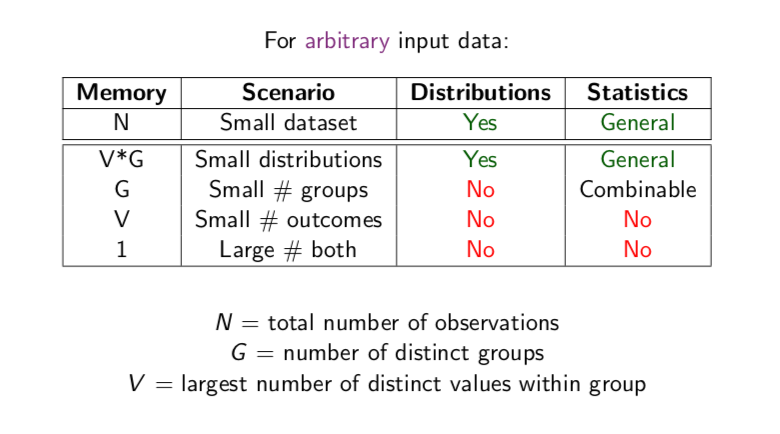 For arbitrary input data:
Memory Scenario Distributions Statistics
N Small dataset Yes General
V*G Small distributions Yes General
G Small # groups No Combinable
V Small # outcomes No No
1 Large # both No No
N = total number of observations
G = number of distinct groups
V = largest number of distinct values within group